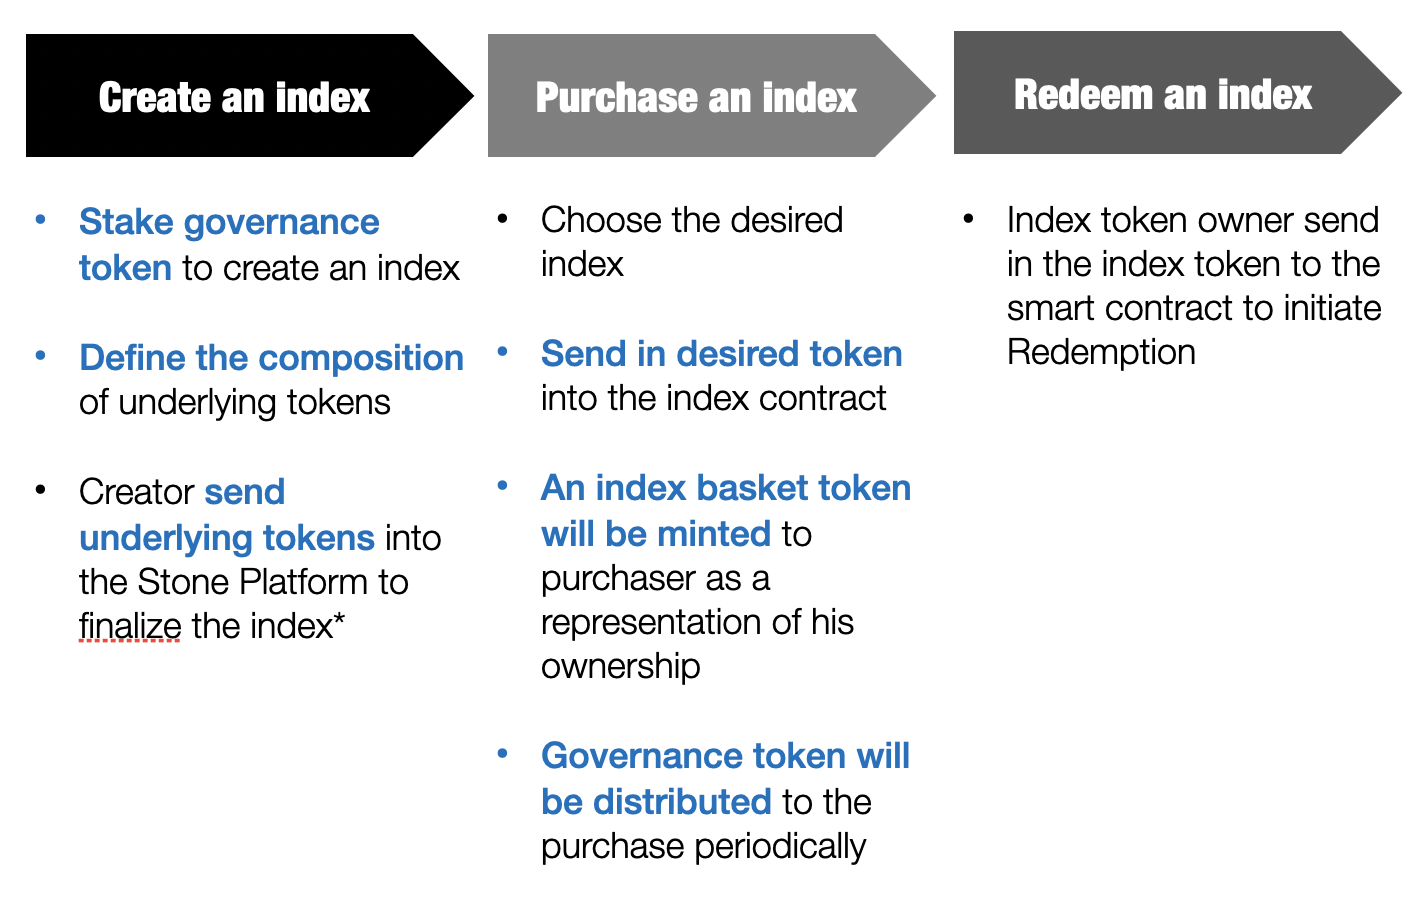 Create an index
Stake governance
token to create an index
Define the composition
of underlying tokens
Creator send
underlying tokens into
the Stone Platform to
finalize the index*
Purchase an index
Choose the desired
index
Send in desired token
into the index contract
An index basket token
will be minted to
purchaser as a
representation of his
ownership
Governance token will
be distributed to the
purchase periodically
Redeem an index
Index token owner send
in the index token to the
smart contract to initiate
Redemption